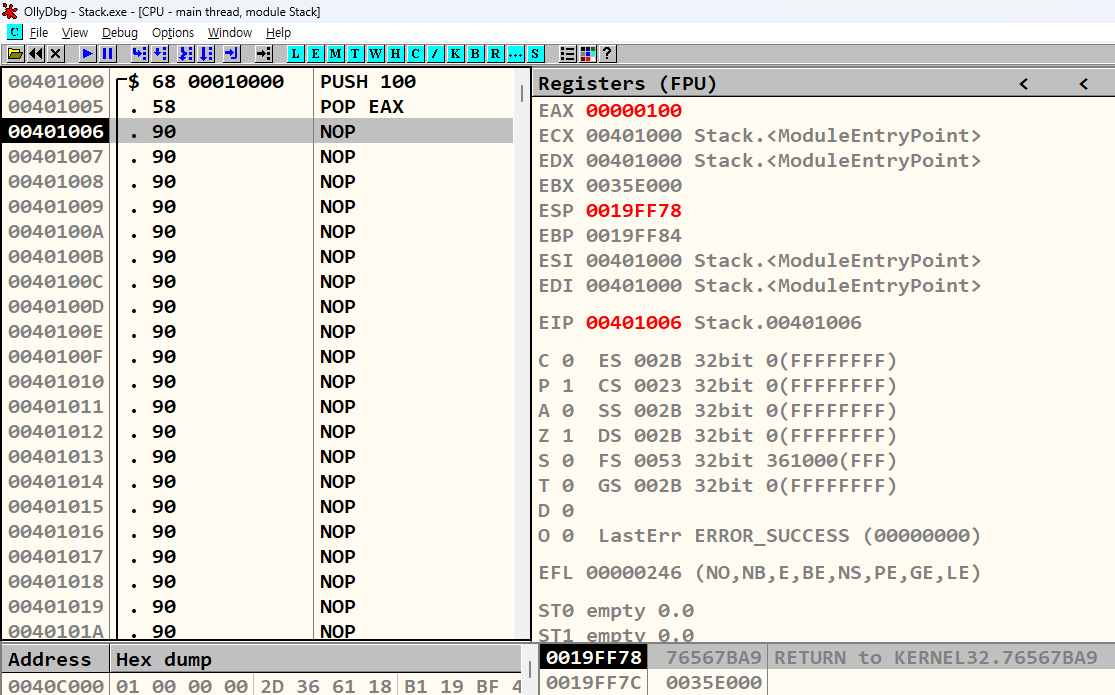 OllyDbg - Stack.exe - [CPU - main thread, module Stack]
C File View Debug Options Window Help
L E M T W H C / K B R ... S ?
00401000 $ 68 00010000 PUSH 100
00401005 . 58 POP EAX
00401006 . 90 NOP
00401007 . 90 NOP
00401008 . 90 NOP
00401009 . 90 NOP
0040100A . 90 NOP
0040100B . 90 NOP
0040100C . 90 NOP
0040100D . 90 NOP
0040100E . 90 NOP
0040100F . 90 NOP
00401010 . 90 NOP
00401011 . 90 NOP
00401012 . 90 NOP
00401013 . 90 NOP
00401014 . 90 NOP
00401015 . 90 NOP
00401016 . 90 NOP
00401017 . 90 NOP
00401018 . 90 NOP
00401019 . 90 NOP
0040101A . 90 NOP
Registers (FPU) < <
EAX 00000100
ECX 00401000 Stack.<ModuleEntryPoint>
EDX 00401000 Stack.<ModuleEntryPoint>
EBX 0035E000
ESP 0019FF78
EBP 0019FF84
ESI 00401000 Stack.<ModuleEntryPoint>
EDI 00401000 Stack.<ModuleEntryPoint>
EIP 00401006 Stack.00401006
C 0 ES 002B 32bit 0(FFFFFFFF)
P 1 CS 0023 32bit 0(FFFFFFFF)
A 0 SS 002B 32bit 0(FFFFFFFF)
Z 1 DS 002B 32bit 0(FFFFFFFF)
S 0 FS 0053 32bit 361000(FFF)
T 0 GS 002B 32bit 0(FFFFFFFF)
D 0
O 0 LastErr ERROR_SUCCESS (00000000)
EFL 00000246 (NO,NB,E,BE,NS,PE,GE,LE)
ST0 empty 0.0
ST1 empty 0.0
Address Hex dump
0040C000 01 00 00 00 2D 36 61 18 B1 19 BF 4
0019FF78 76567BA9 RETURN to KERNEL32.76567BA9
0019FF7C 0035E000